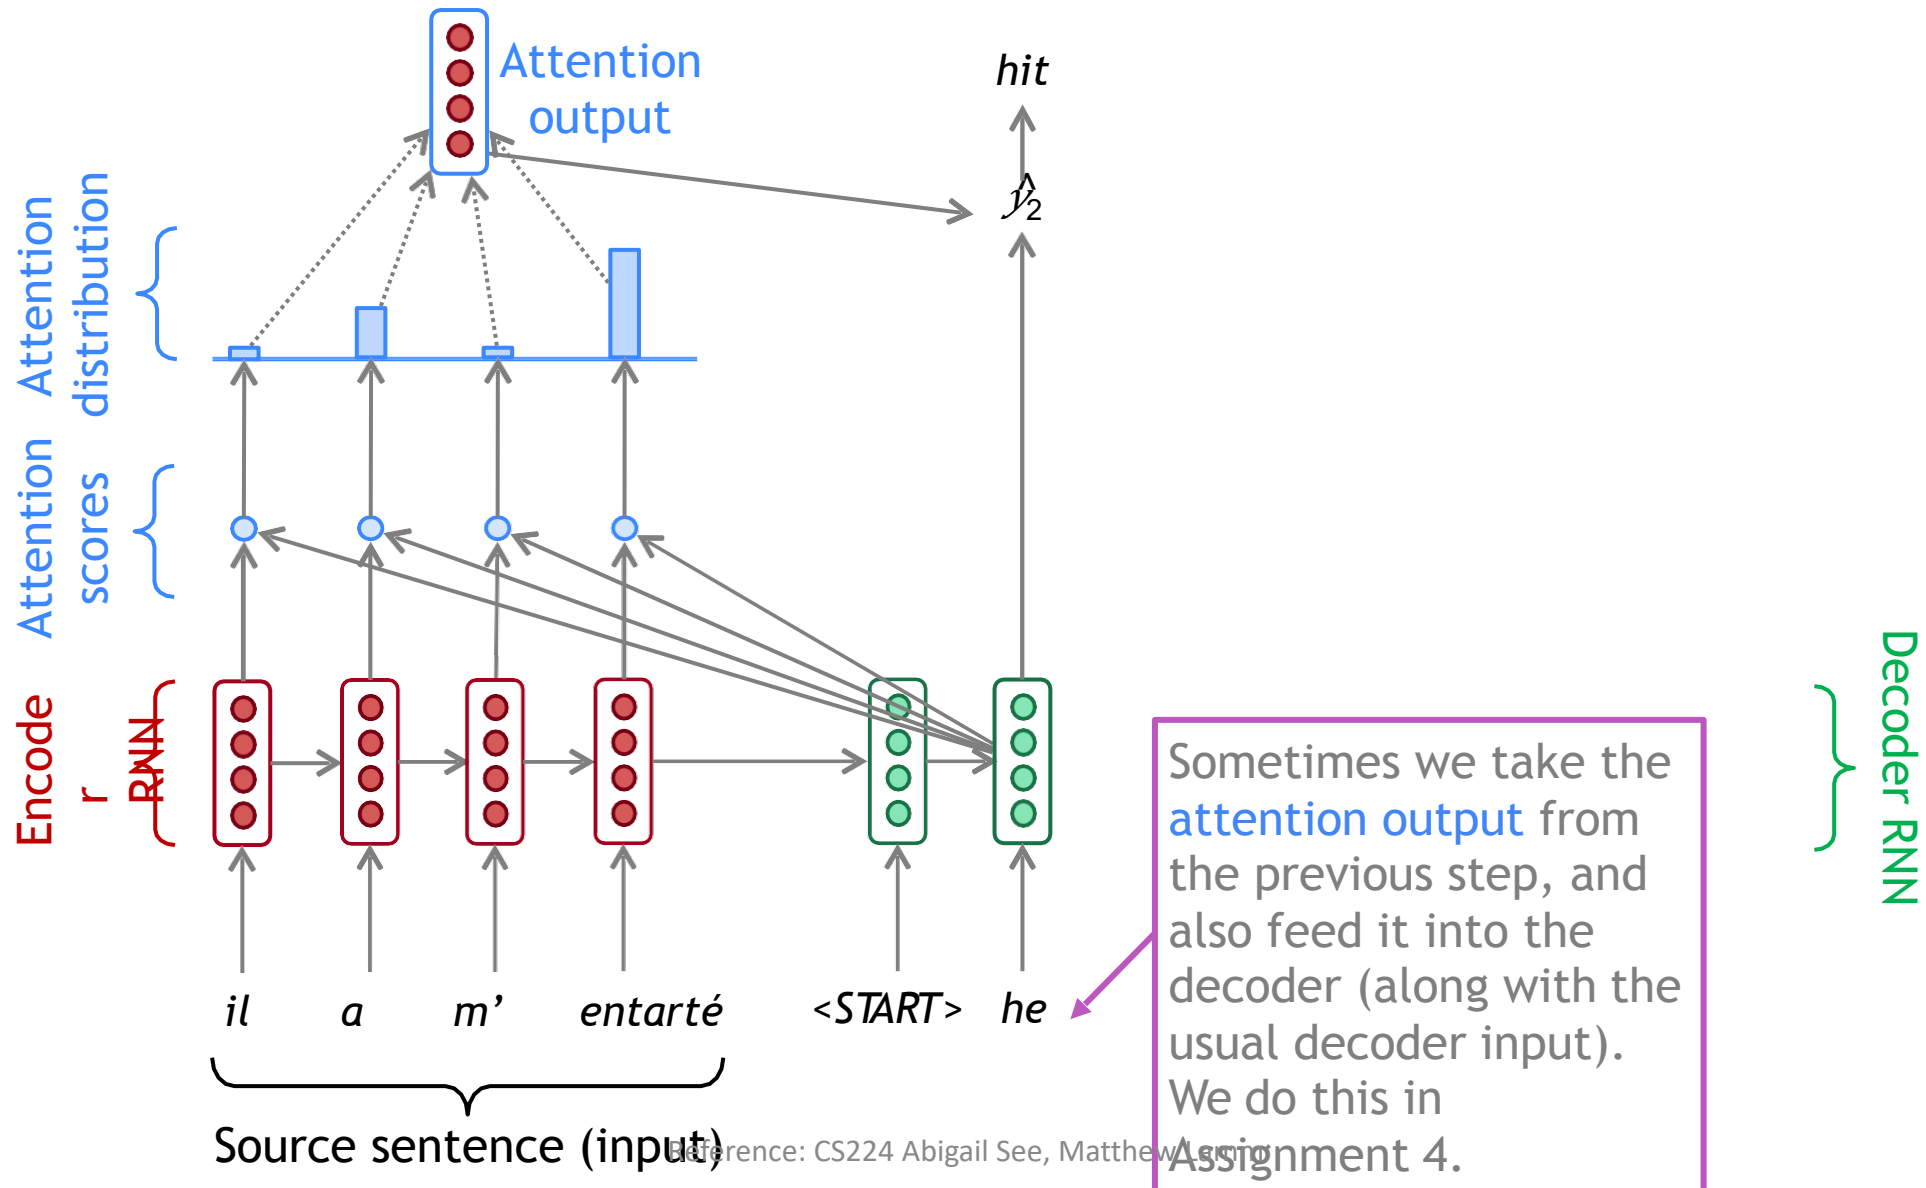 Attention
output
hit
ŷ2
Attention
distribution
Attention
scores
Encode
r RNN
Decoder RNN
Sometimes we take the
attention output from
the previous step, and
also feed it into the
decoder (along with the
usual decoder input).
We do this in
Assignment 4.
il a m’ entarté <START> he
Source sentence (input)
Reference: CS224 Abigail See, Matthew